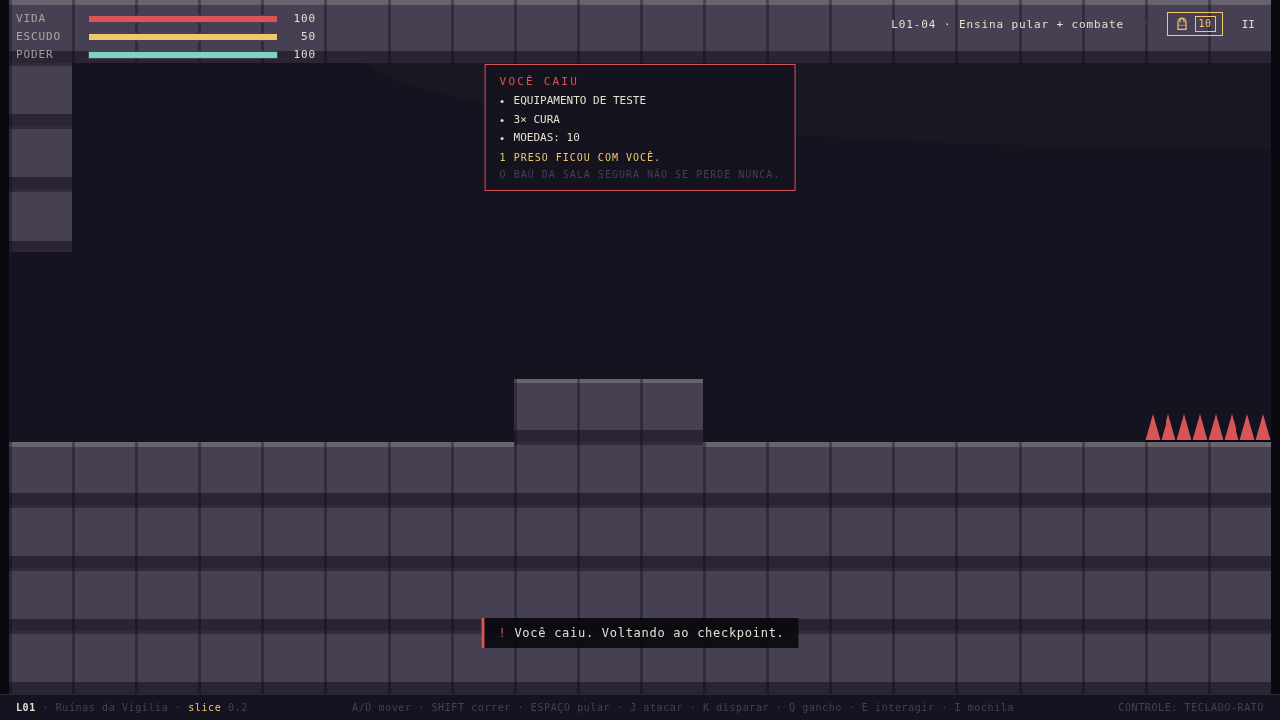 VIDA 100
ESCUDO 50
PODER 100
L01-04 · Ensina pular + combate
10
II
VOCÊ CAIU
• EQUIPAMENTO DE TESTE
• 3× CURA
• MOEDAS: 10
1 PRESO FICOU COM VOCÊ.
O BAÚ DA SALA SEGURA NÃO SE PERDE NUNCA.
! Você caiu. Voltando ao checkpoint.
L01 · Ruínas da Vigília · slice 0.2
A/D mover · SHIFT correr · ESPAÇO pular · J atacar · K disparar · Q gancho · E interagir · I mochila
CONTROLE: TECLADO-RATO